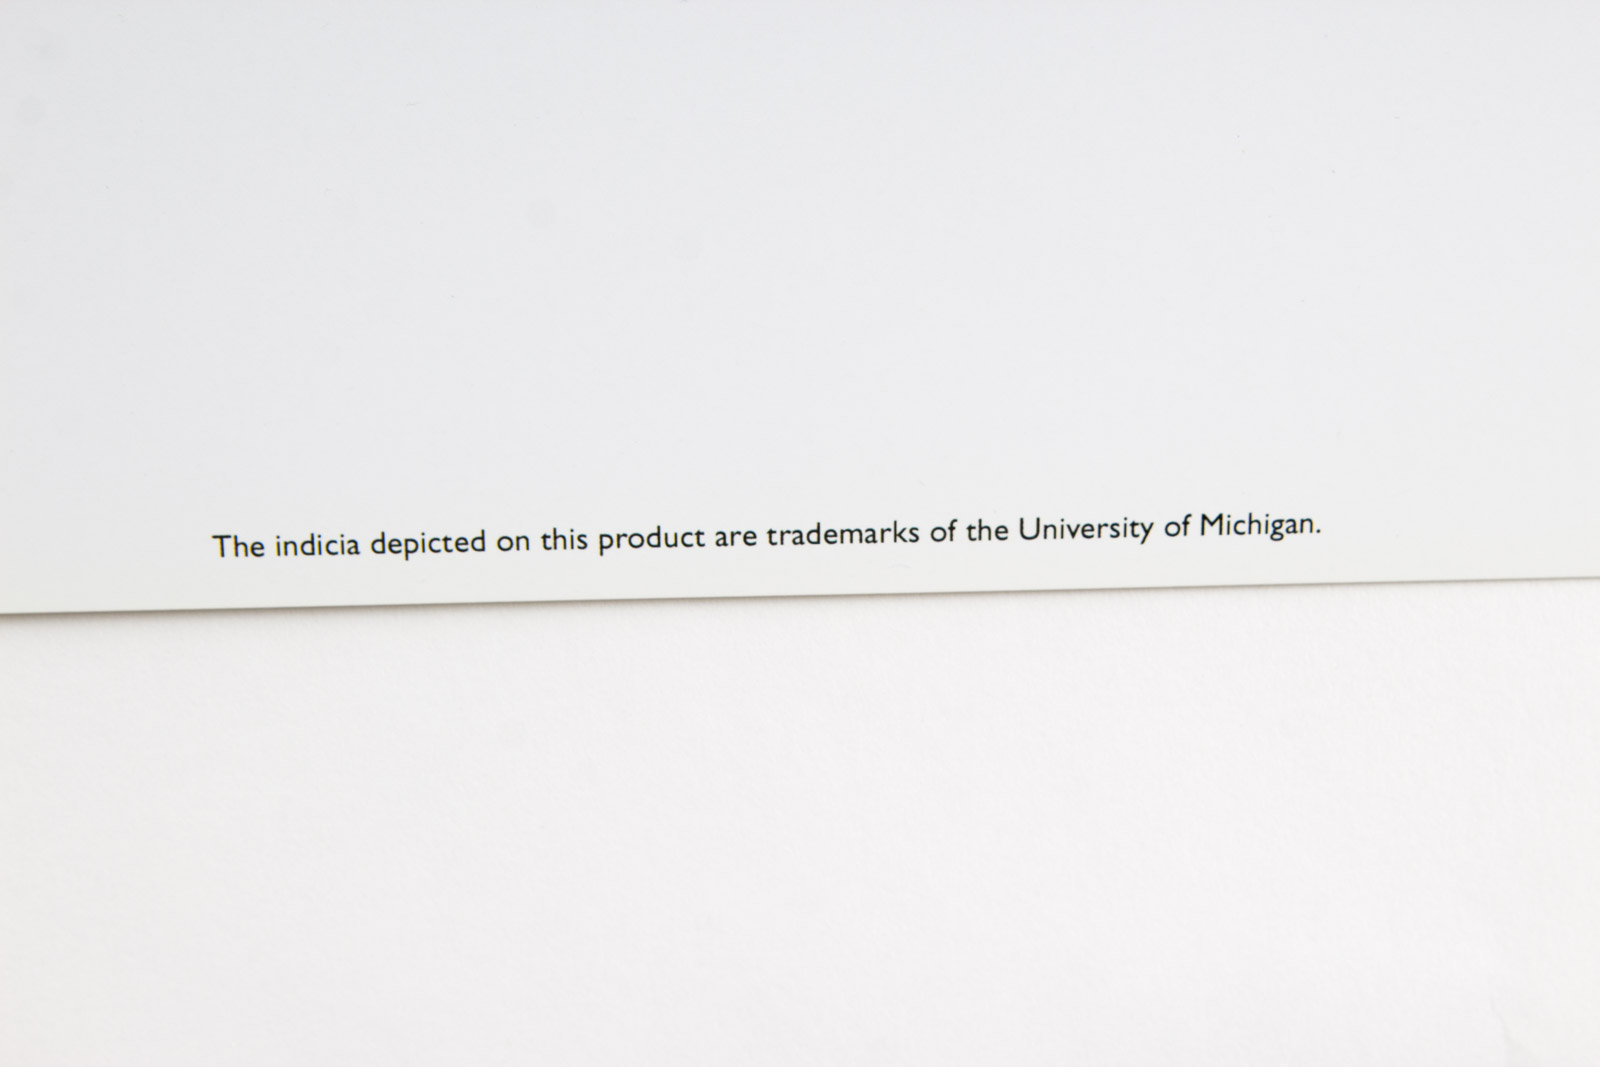 The indicia depicted on this product are trademarks of the University of Michigan.